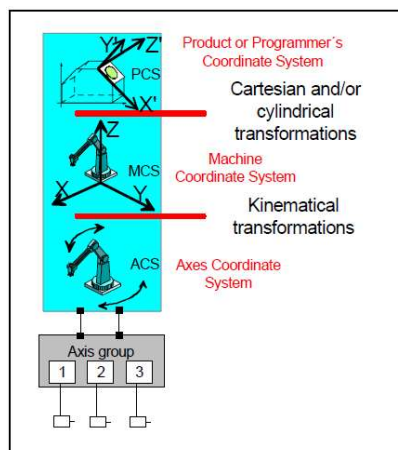 Y' Z'
Product or Programmer´s
Coordinate System
PCS
X'
Cartesian and/or
cylindrical
transformations
Z
Machine
Coordinate System
MCS
X
Y
Kinematical
transformations
ACS
Axes Coordinate
System
Axis group
1 2 3